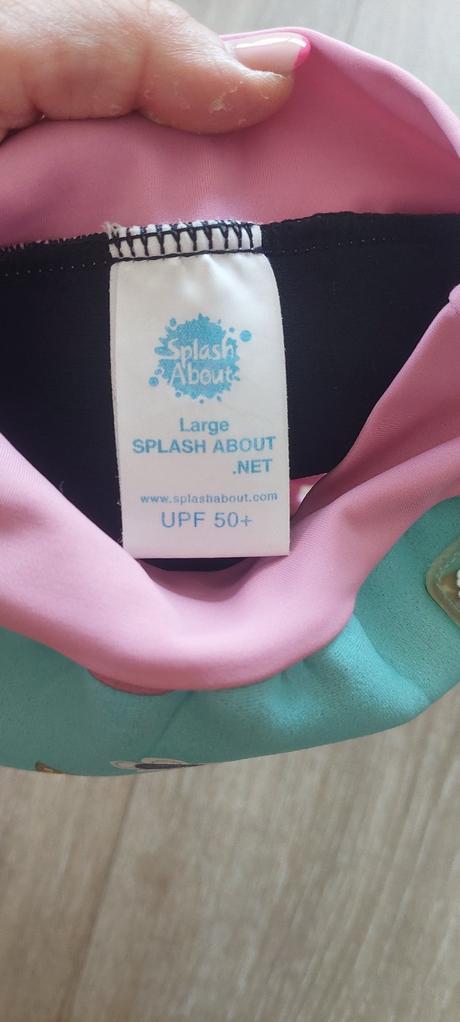 Splash
About
Large
SPLASH ABOUT
.NET
www.splashabout.com
UPF 50+